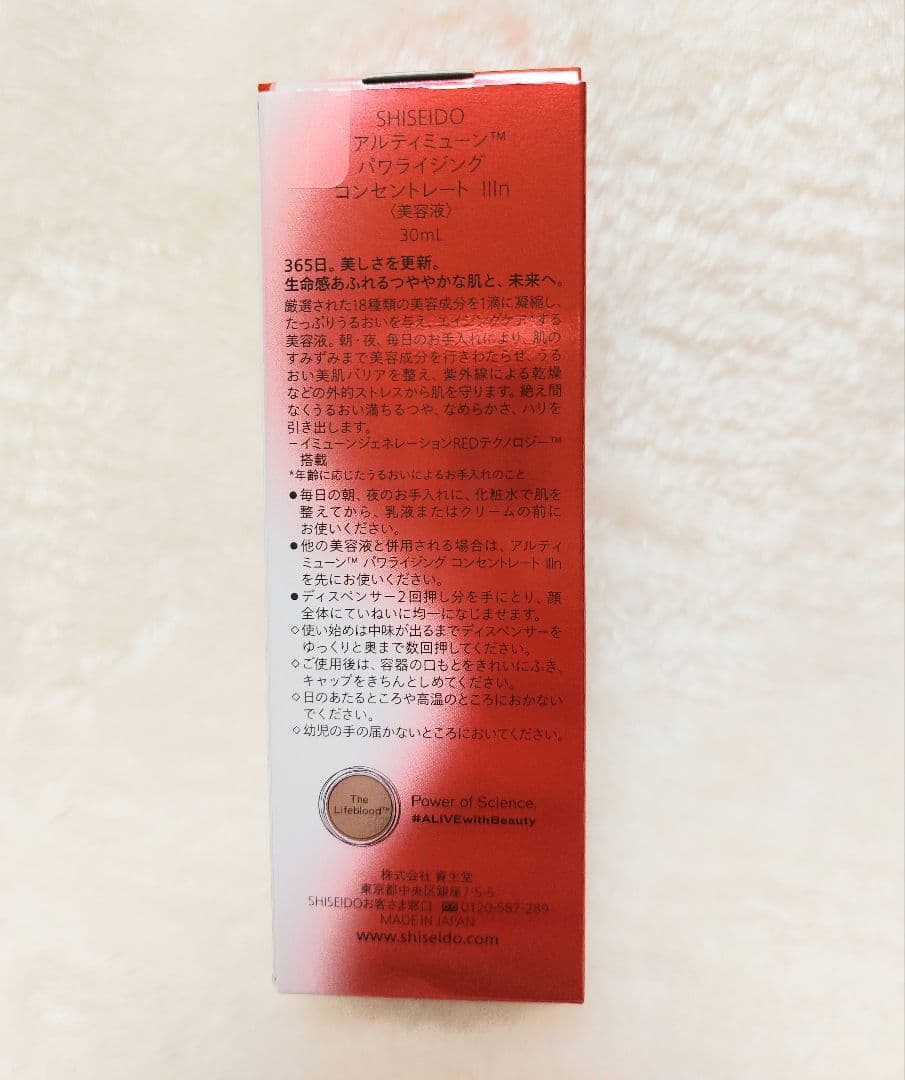 SHISEIDO
アルティミューン™
パワライジング
コンセントレート IIIn
〈美容液〉
30mL
365日。美しさを更新。
生命感あふれるつややかな肌と、未来へ。
厳選された18種類の美容成分を1滴に凝縮し、
たっぷりうるおいを与え、エイジングケア*する
美容液。朝・夜、毎日のお手入れにより、肌の
すみずみまで美容成分を行きわたらせ、うる
おい美肌バリアを整え、紫外線による乾燥
などの外的ストレスから肌を守ります。絶え間
なくうるおい満ちるつや、なめらかさ、ハリを
引き出します。
－イミューンジェネレーションREDテクノロジー™
搭載
*年齢に応じたうるおいによるお手入れのこと
●毎日の朝、夜のお手入れに、化粧水で肌を
整えてから、乳液またはクリームの前に
お使いください。
●他の美容液と併用される場合は、アルティ
ミューン™ パワライジング コンセントレート IIIn
を先にお使いください。
●ディスペンサー2回押し分を手にとり、顔
全体にていねいに均一になじませます。
◇使い始めは中味が出るまでディスペンサーを
ゆっくりと奥まで数回押してください。
◇ご使用後は、容器の口もとをきれいにふき、
キャップをきちんとしめてください。
◇日のあたるところや高温のところにおかない
でください。
◇幼児の手の届かないところにおいてください。
The
Lifeblood™
Power of Science,
#ALIVEwithBeauty
株式会社 資生堂
東京都中央区銀座7-5-5
SHISEIDOお客さま窓口 0120-587-289
MADE IN JAPAN
www.shiseido.com